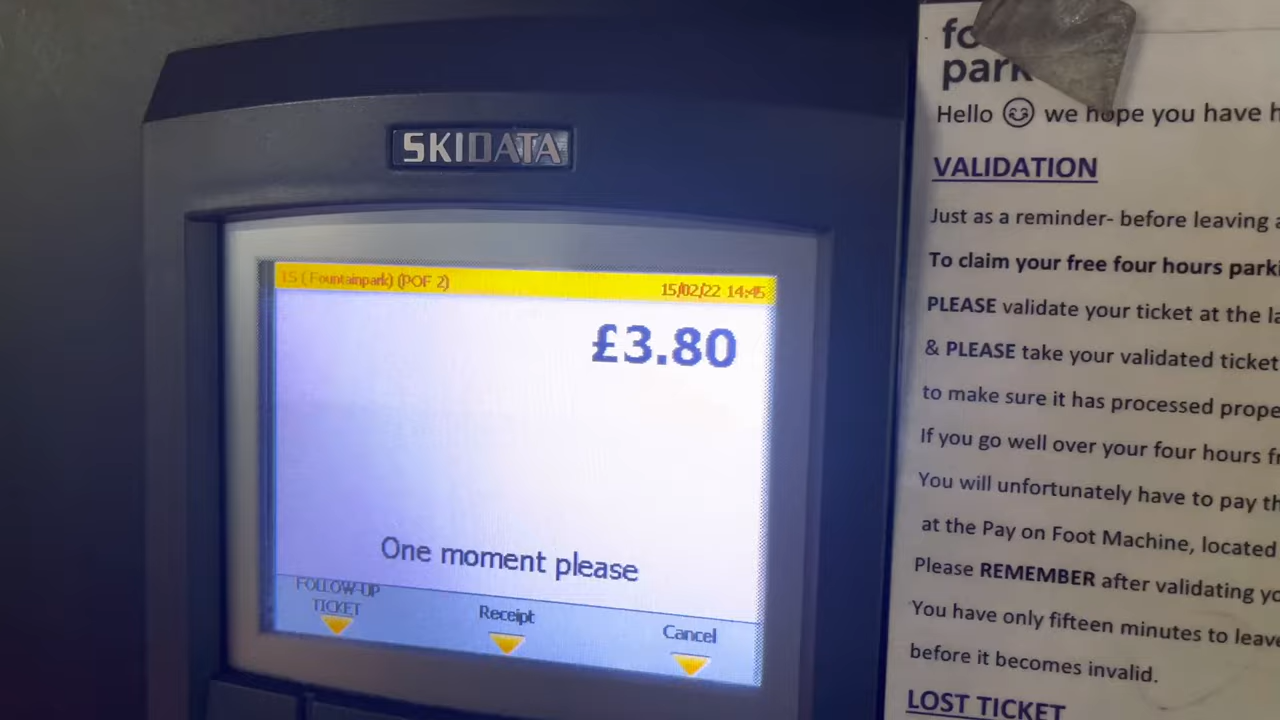 SKIDATA
(Fountainpark) (POF 2)
15/02/22 14:45
£3.80
One moment please
FOLLOW-UP
TICKET
Receipt
Cancel
park
Hello we hope you have
VALIDATION
Just as a reminder- before leaving
To claim your free four hours
PLEASE validate your ticket at the
& PLEASE take your validated ticket
to make sure it has processed
If you go well over your four hours
You will unfortunately have to pay
at the Pay on Foot Machine, located
Please REMEMBER after validating
You have only fifteen minutes to
before it becomes invalid.
LOST TICKET